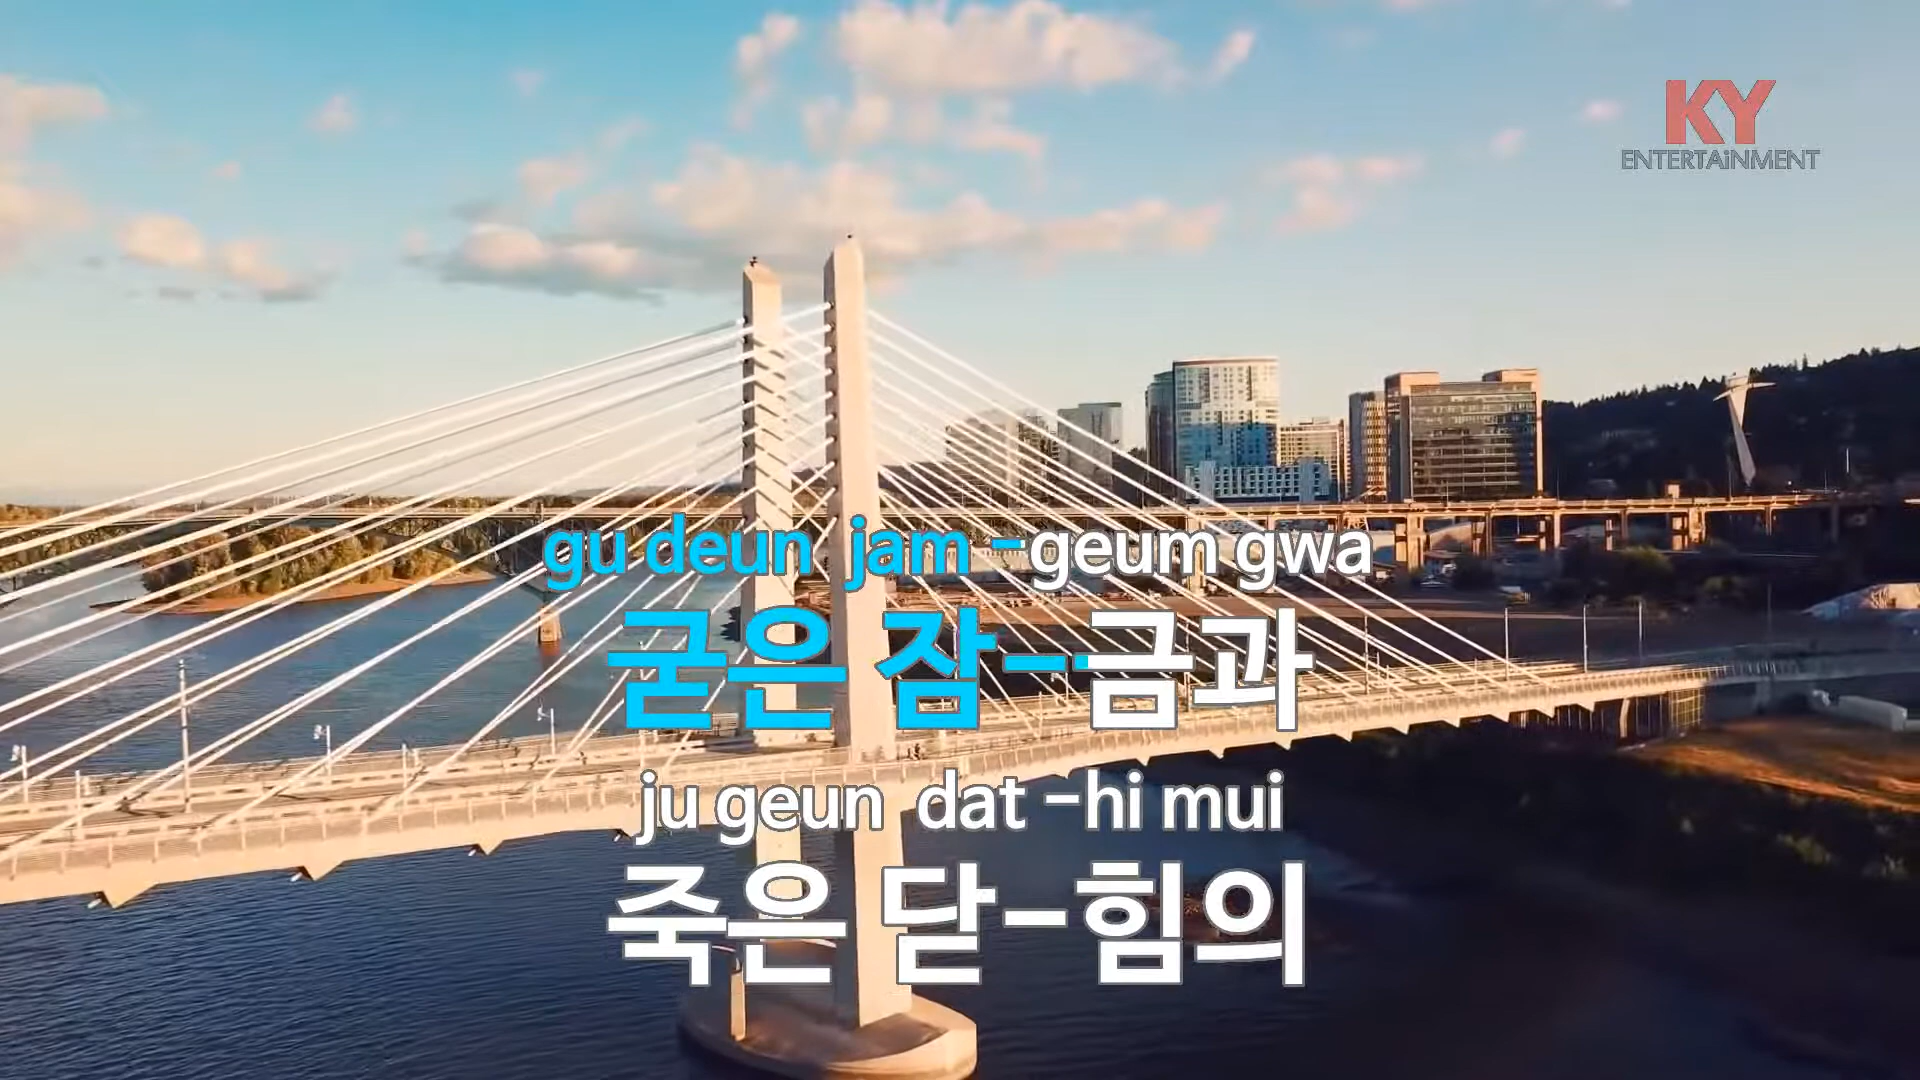 KY
ENTERTAiNMENT
gu deun jam -geum gwa
굳은 잠--금과
ju geun dat -hi mui
죽은 닫-힘의